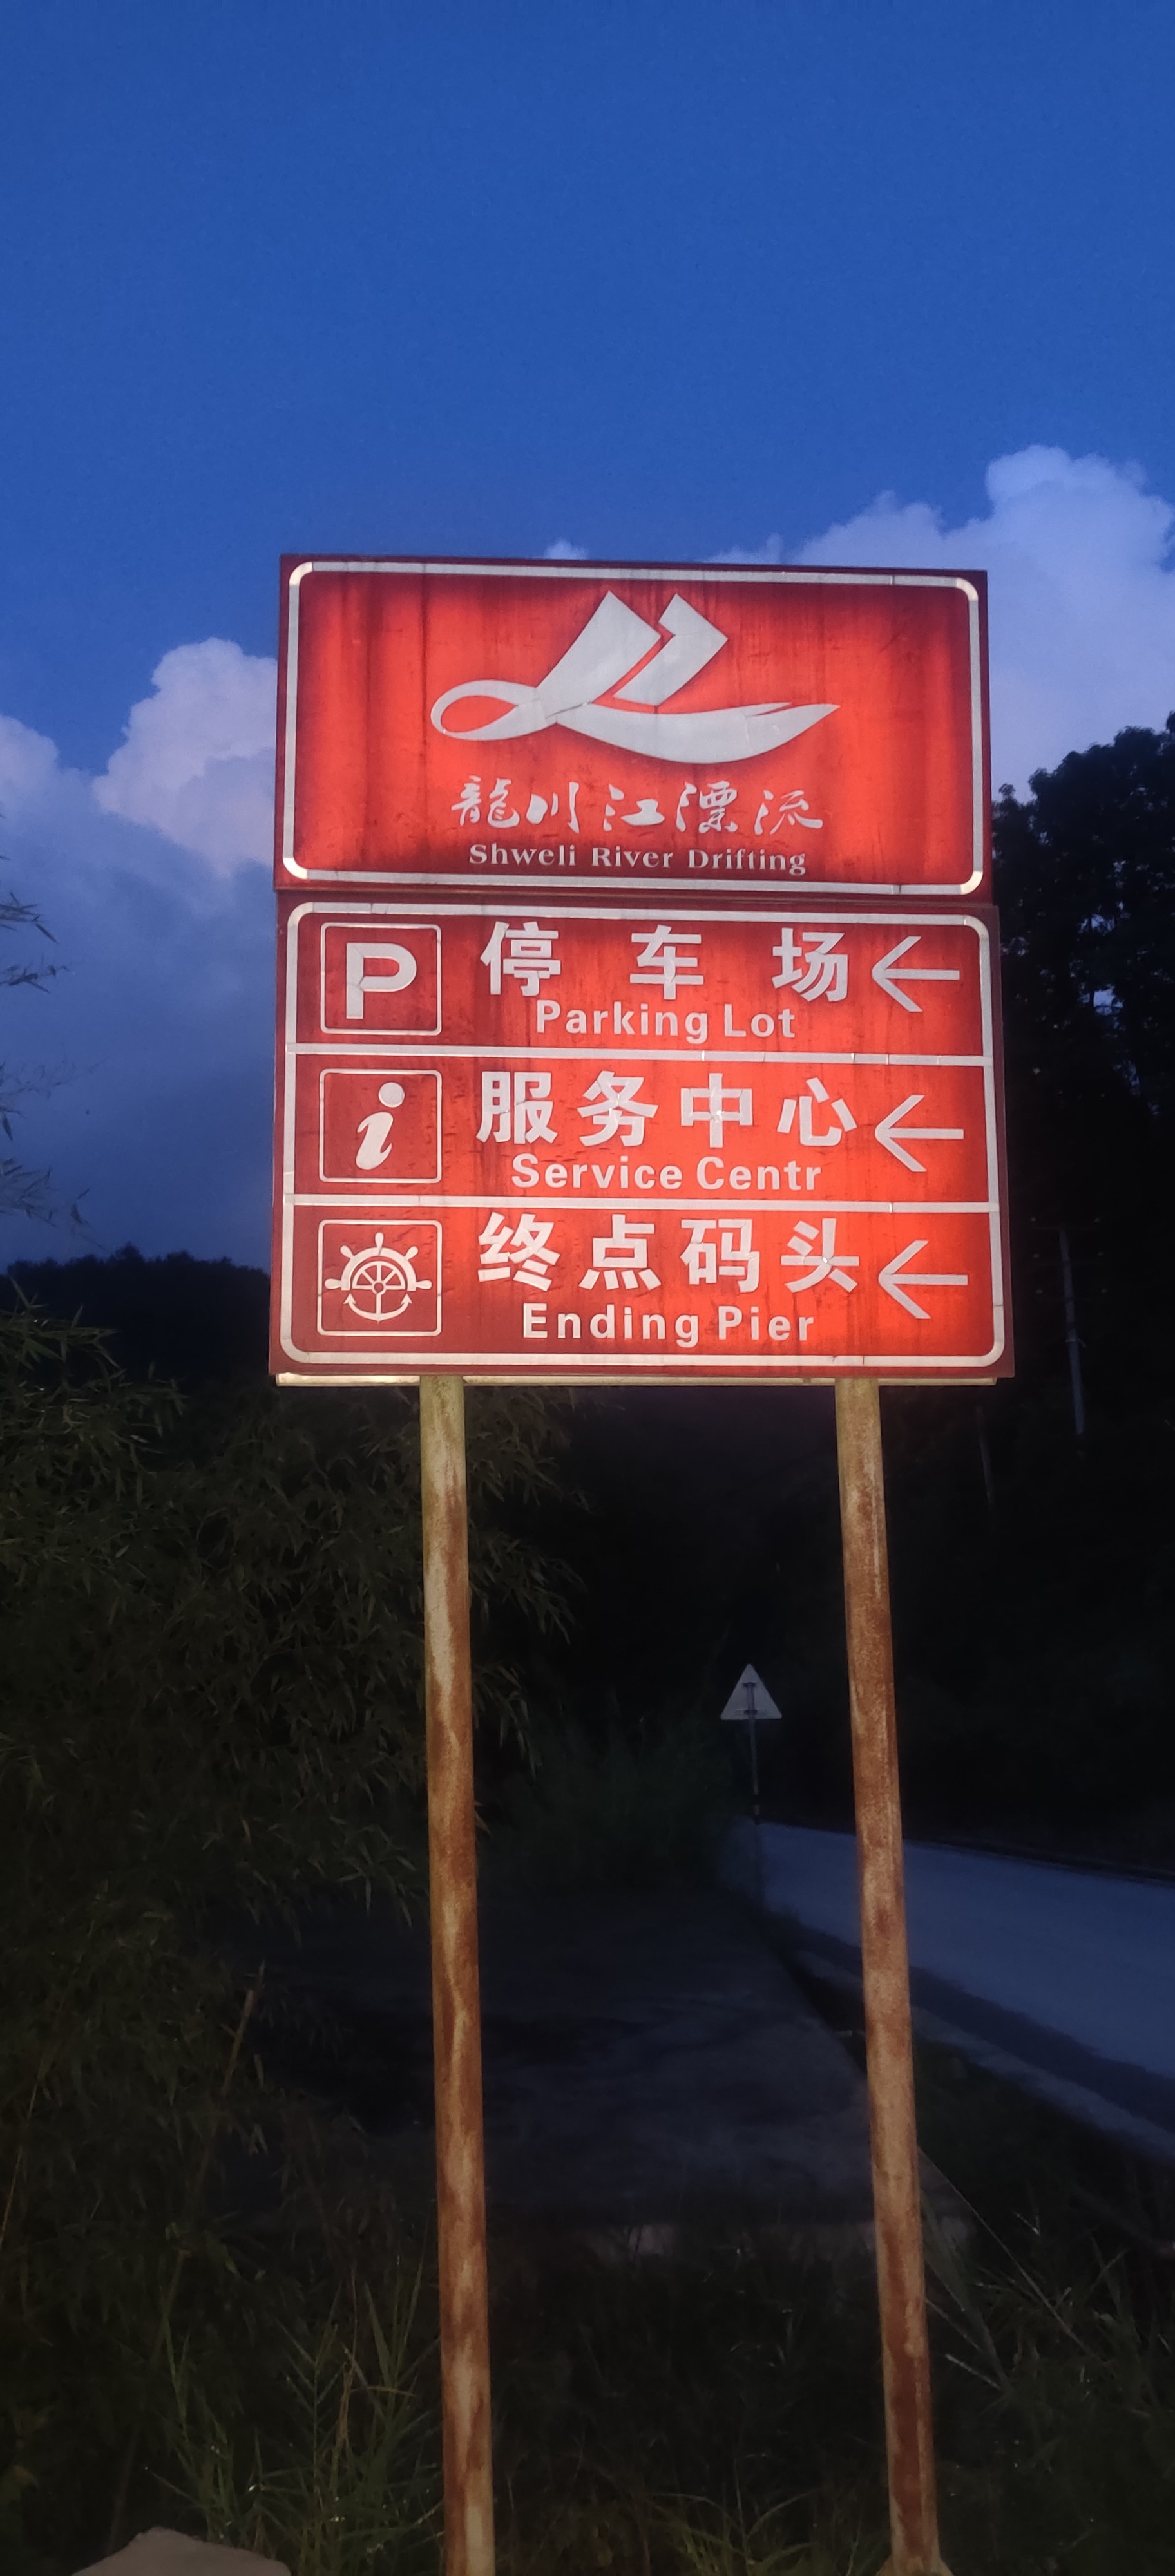 龍川江漂流
Shweli River Drifting
P 停车场 ←
Parking Lot
i 服务中心 ←
Service Centr
终点码头 ←
Ending Pier